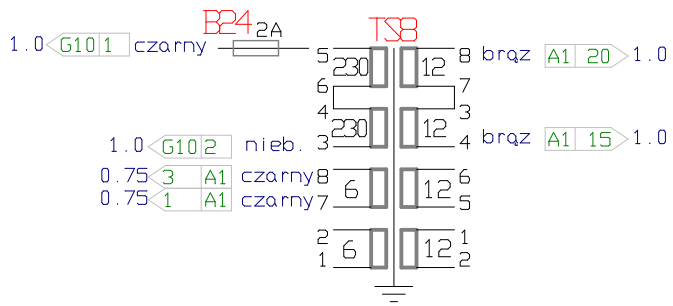 B24 TS8
1.0 G10 1 czarny 2A 5 230 12 8 brąz A1 20 1.0
6 7
4 3
1.0 G10 2 nieb. 3 230 12 4 brąz A1 15 1.0
0.75 3 A1 czarny 8 6 12 6
0.75 1 A1 czarny 7 5
2 6 12 1
1 2